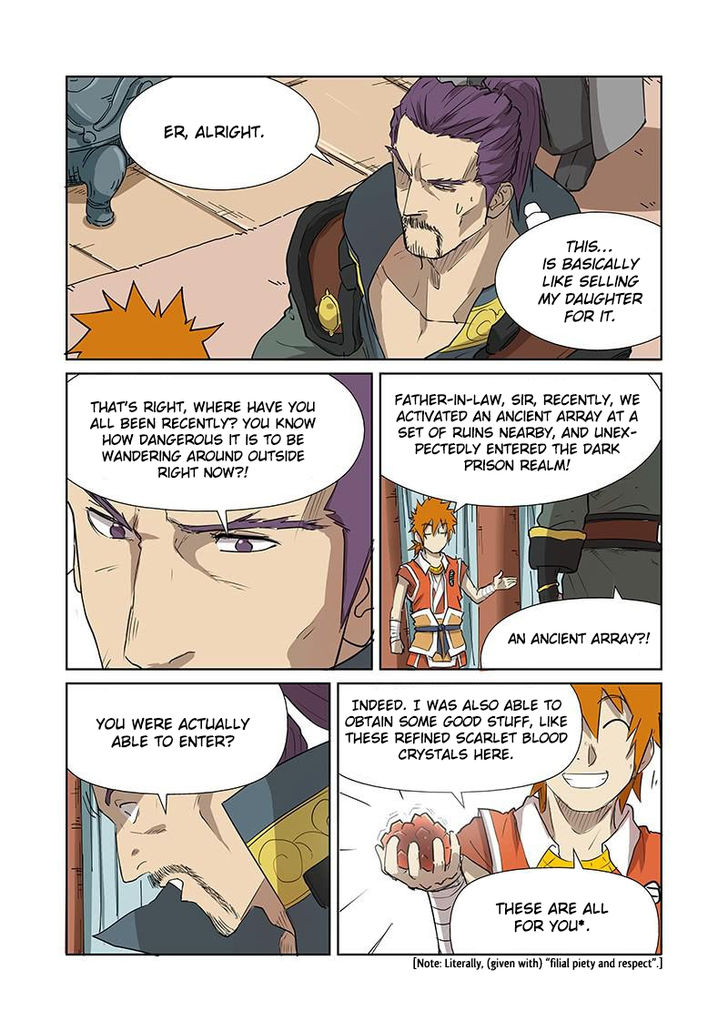 ER, ALRIGHT.
THIS...
IS BASICALLY
LIKE SELLING
MY DAUGHTER
FOR IT.
THAT'S RIGHT, WHERE HAVE YOU
ALL BEEN RECENTLY? YOU KNOW
HOW DANGEROUS IT IS TO BE
WANDERING AROUND OUTSIDE
RIGHT NOW?!
FATHER-IN-LAW, SIR, RECENTLY, WE
ACTIVATED AN ANCIENT ARRAY AT A
SET OF RUINS NEARBY, AND UNEX-
PECTEDLY ENTERED THE DARK
PRISON REALM!
AN ANCIENT ARRAY?!
YOU WERE ACTUALLY
ABLE TO ENTER?
INDEED. I WAS ALSO ABLE TO
OBTAIN SOME GOOD STUFF, LIKE
THESE REFINED SCARLET BLOOD
CRYSTALS HERE.
THESE ARE ALL
FOR YOU*.
[Note: Literally, (given with) "filial piety and respect".]